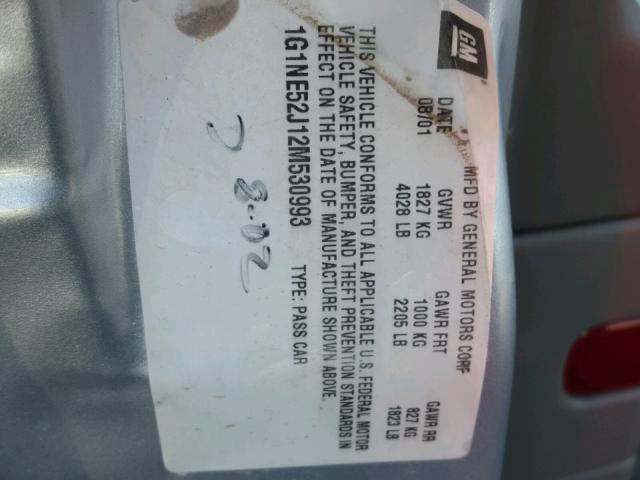 GM
MFD BY GENERAL MOTORS CORP
DATE GVWR GAWR FRT GAWR RR
08/01 1827 KG 1000 KG 827 KG
4028 LB 2205 LB 1823 LB
THIS VEHICLE CONFORMS TO ALL APPLICABLE U.S. FEDERAL MOTOR
VEHICLE SAFETY, BUMPER, AND THEFT PREVENTION STANDARDS IN
EFFECT ON THE DATE OF MANUFACTURE SHOWN ABOVE.
1G1NE52J12M530993 TYPE: PASS CAR
8.02